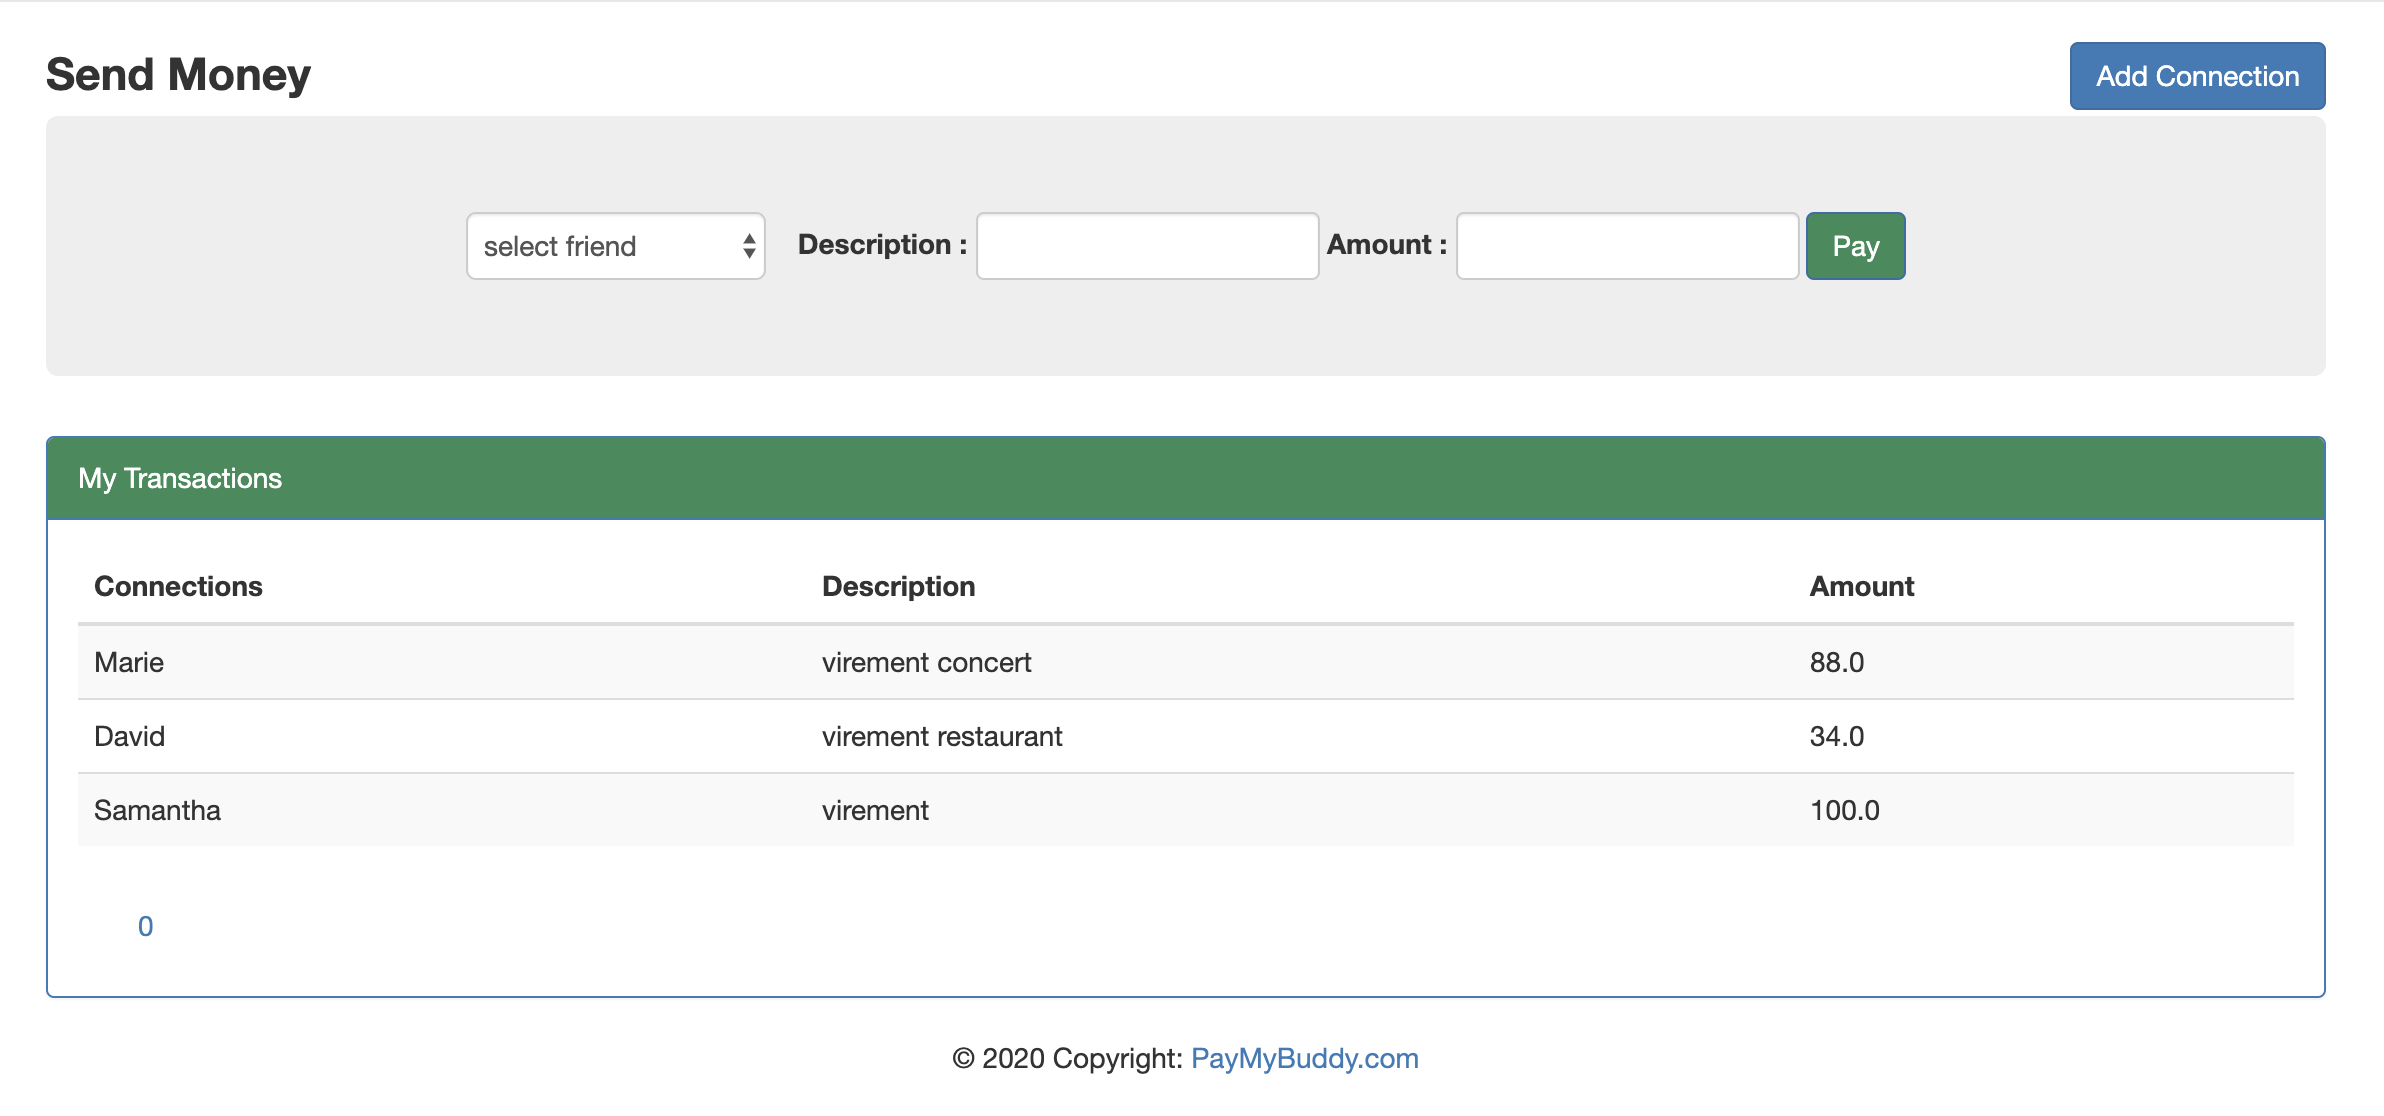 Send Money
Add Connection
select friend Description : Amount : Pay
My Transactions
Connections Description Amount
Marie virement concert 88.0
David virement restaurant 34.0
Samantha virement 100.0
0
© 2020 Copyright: PayMyBuddy.com